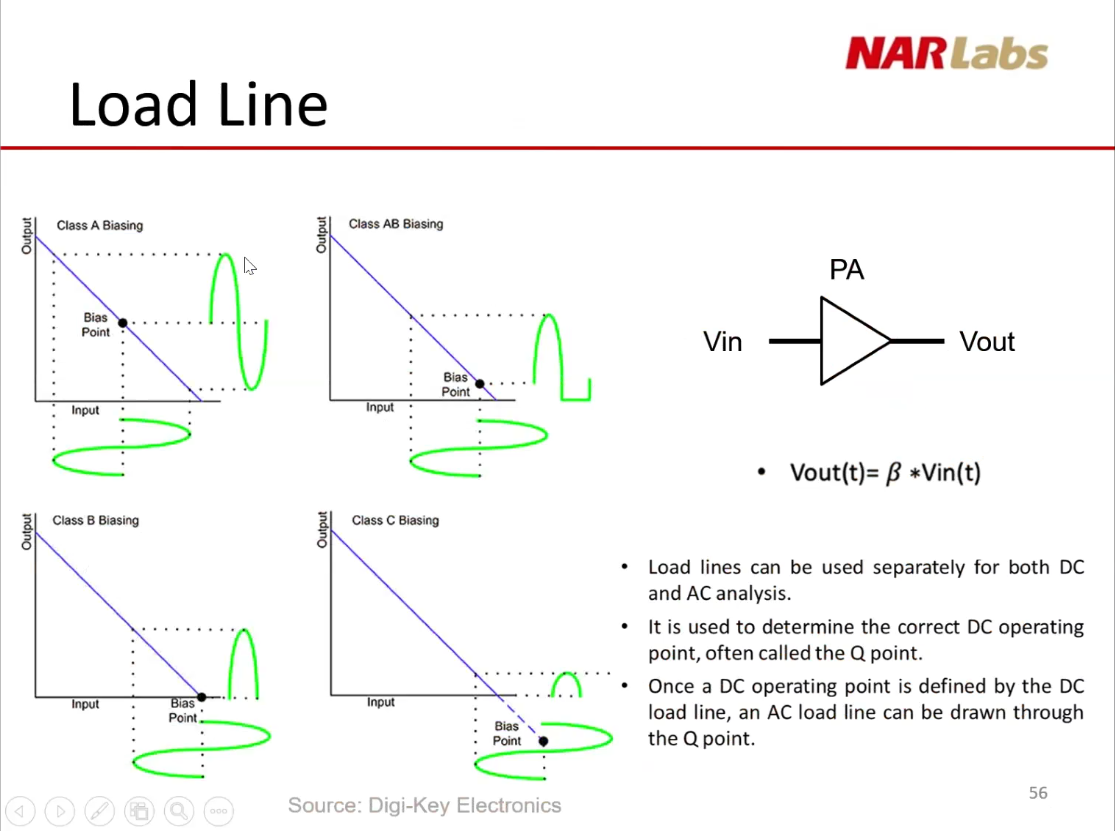 NARLabs
Load Line
Output
Class A Biasing
Bias
Point
Input
Output
Class AB Biasing
Bias
Point
Input
PA
Vin
Vout
• Vout(t)= β *Vin(t)
Output
Class B Biasing
Input
Bias
Point
Output
Class C Biasing
Input
Bias
Point
• Load lines can be used separately for both DC
and AC analysis.
• It is used to determine the correct DC operating
point, often called the Q point.
• Once a DC operating point is defined by the DC
load line, an AC load line can be drawn through
the Q point.
Source: Digi-Key Electronics
56